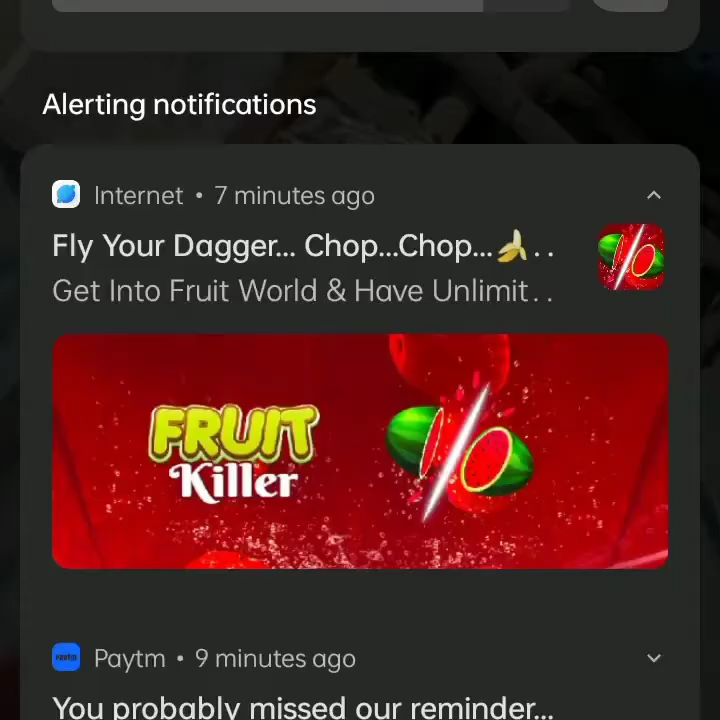 Alerting notifications
Internet • 7 minutes ago
Fly Your Dagger... Chop...Chop...🍌..
Get Into Fruit World & Have Unlimit..
FRUIT
Killer
Paytm • 9 minutes ago
You probably missed our reminder...